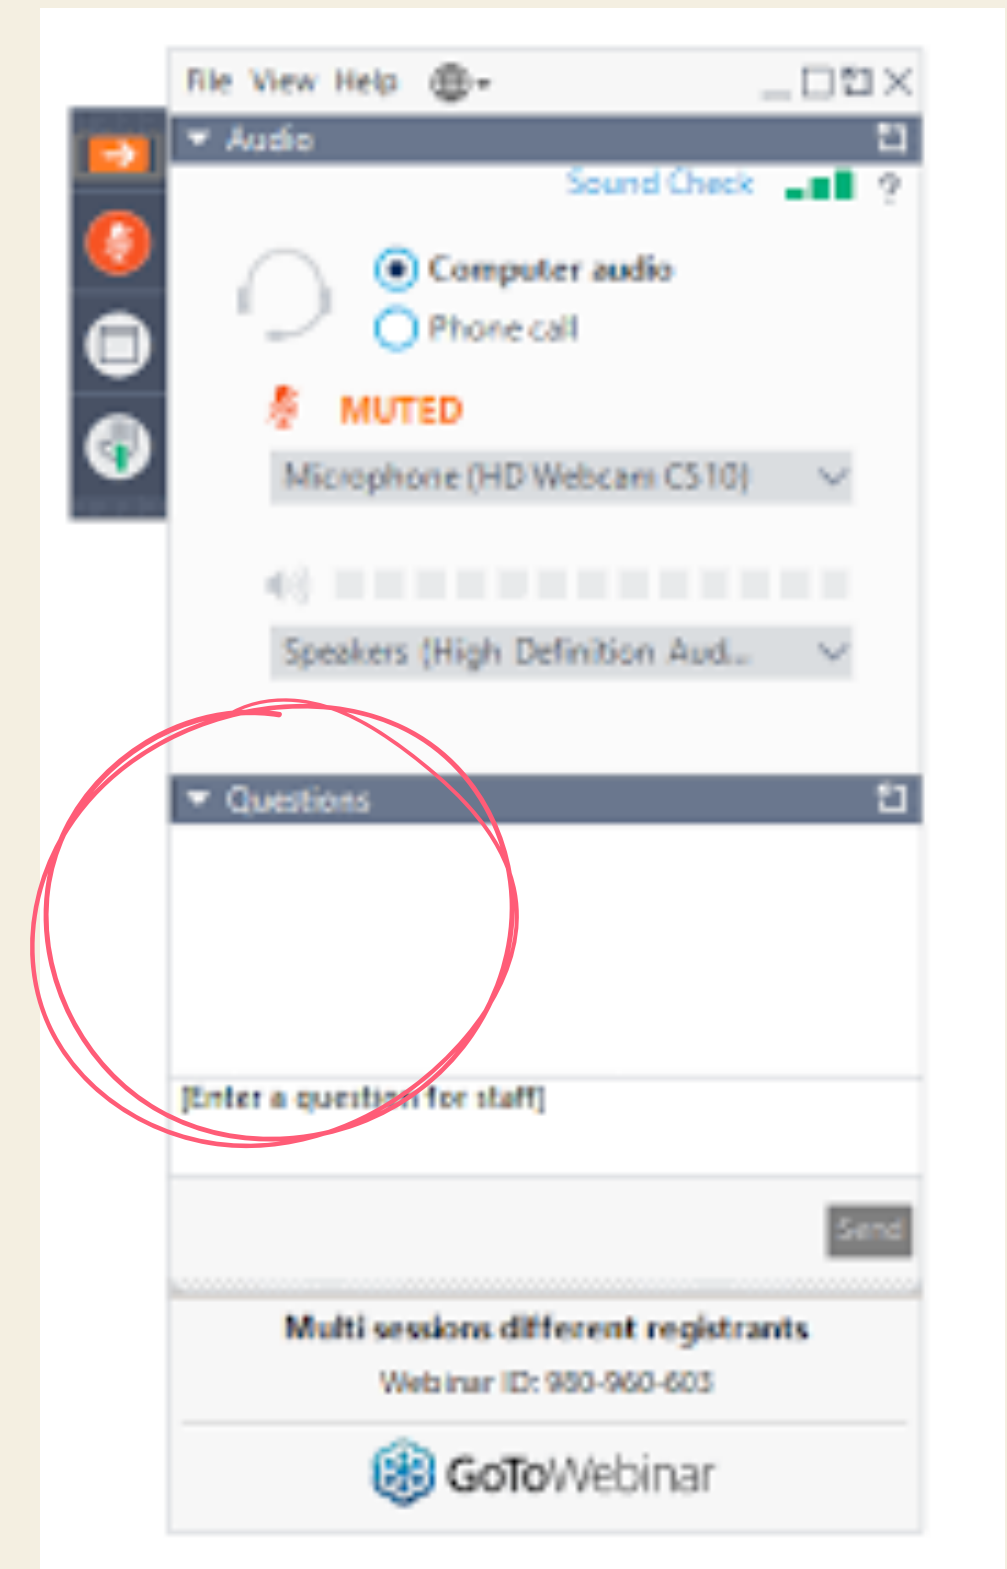 File View Help
Audio
Sound Check ?
Computer audio
Phone call
MUTED
Microphone (HD Webcam C510)
Speakers (High Definition Aud...
Questions
[Enter a question for staff]
Send
Multi sessions different registrants
Webinar ID: 980-960-603
GoToWebinar